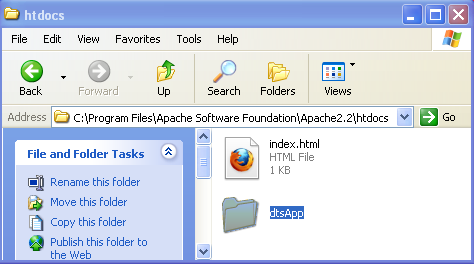 htdocs
File Edit View Favorites Tools Help
Back Forward Up Search Folders Views
Address C:\Program Files\Apache Software Foundation\Apache2.2\htdocs Go
File and Folder Tasks
Rename this folder
Move this folder
Copy this folder
Publish this folder to
the Web
index.html
HTML File
1 KB
dtsApp